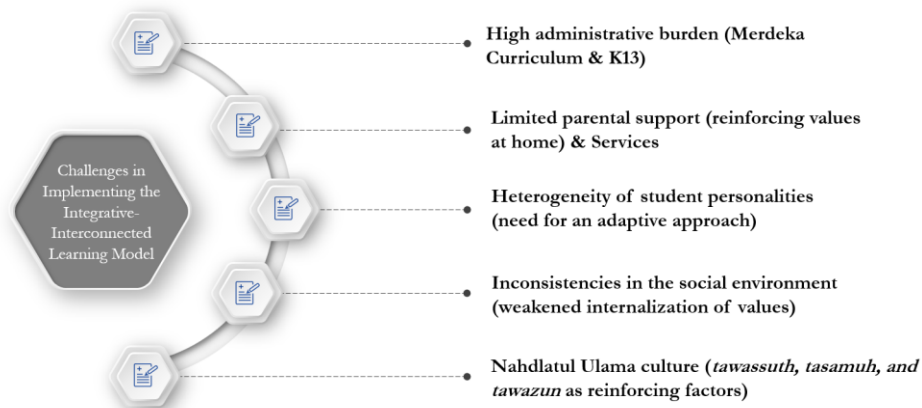 Challenges in
Implementing the
Integrative-
Interconnected
Learning Model
High administrative burden (Merdeka
Curriculum & K13)
Limited parental support (reinforcing values
at home) & Services
Heterogeneity of student personalities
(need for an adaptive approach)
Inconsistencies in the social environment
(weakened internalization of values)
Nahdlatul Ulama culture (tawassuth, tasamuh, and
tawazun as reinforcing factors)